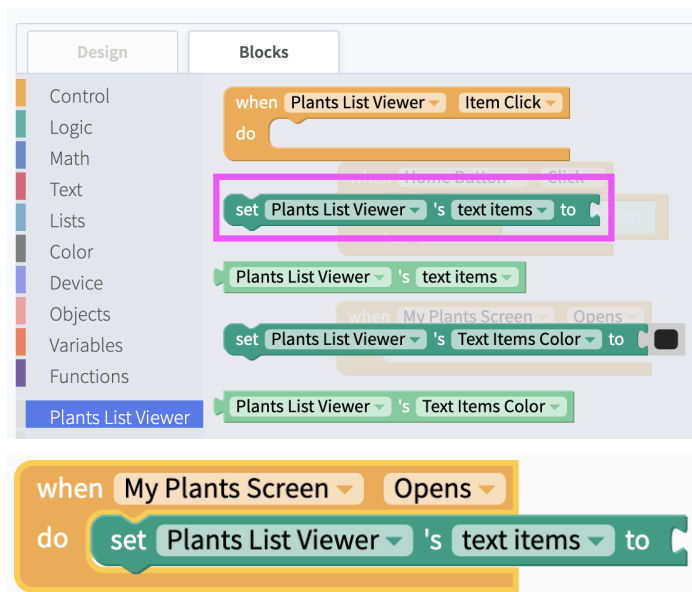 Design Blocks
Control
Logic
Math
Text
Lists
Color
Device
Objects
Variables
Functions
Plants List Viewer
when Plants List Viewer Item Click
do
when Home Button Click
set Plants List Viewer 's text items to
Plants List Viewer 's text items
when My Plants Screen Opens
set Plants List Viewer 's Text Items Color to
Plants List Viewer 's Text Items Color
when My Plants Screen Opens
do set Plants List Viewer 's text items to